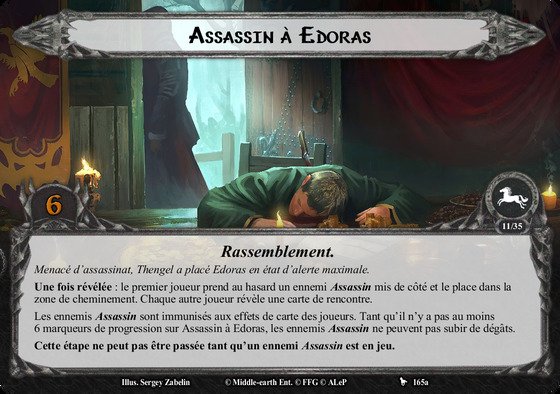 Assassin à Edoras
6
11/35
Rassemblement.
Menacé d'assassinat, Thengel a placé Edoras en état d'alerte maximale.
Une fois révélée : le premier joueur prend au hasard un ennemi Assassin mis de côté et le place dans la
zone de cheminement. Chaque autre joueur révèle une carte de rencontre.
Les ennemis Assassin sont immunisés aux effets de carte des joueurs. Tant qu'il n'y a pas au moins
6 marqueurs de progression sur Assassin à Edoras, les ennemis Assassin ne peuvent pas subir de dégâts.
Cette étape ne peut pas être passée tant qu'un ennemi Assassin est en jeu.
Illus. Sergey Zabelin © Middle-earth Ent. © FFG © ALeP 165a